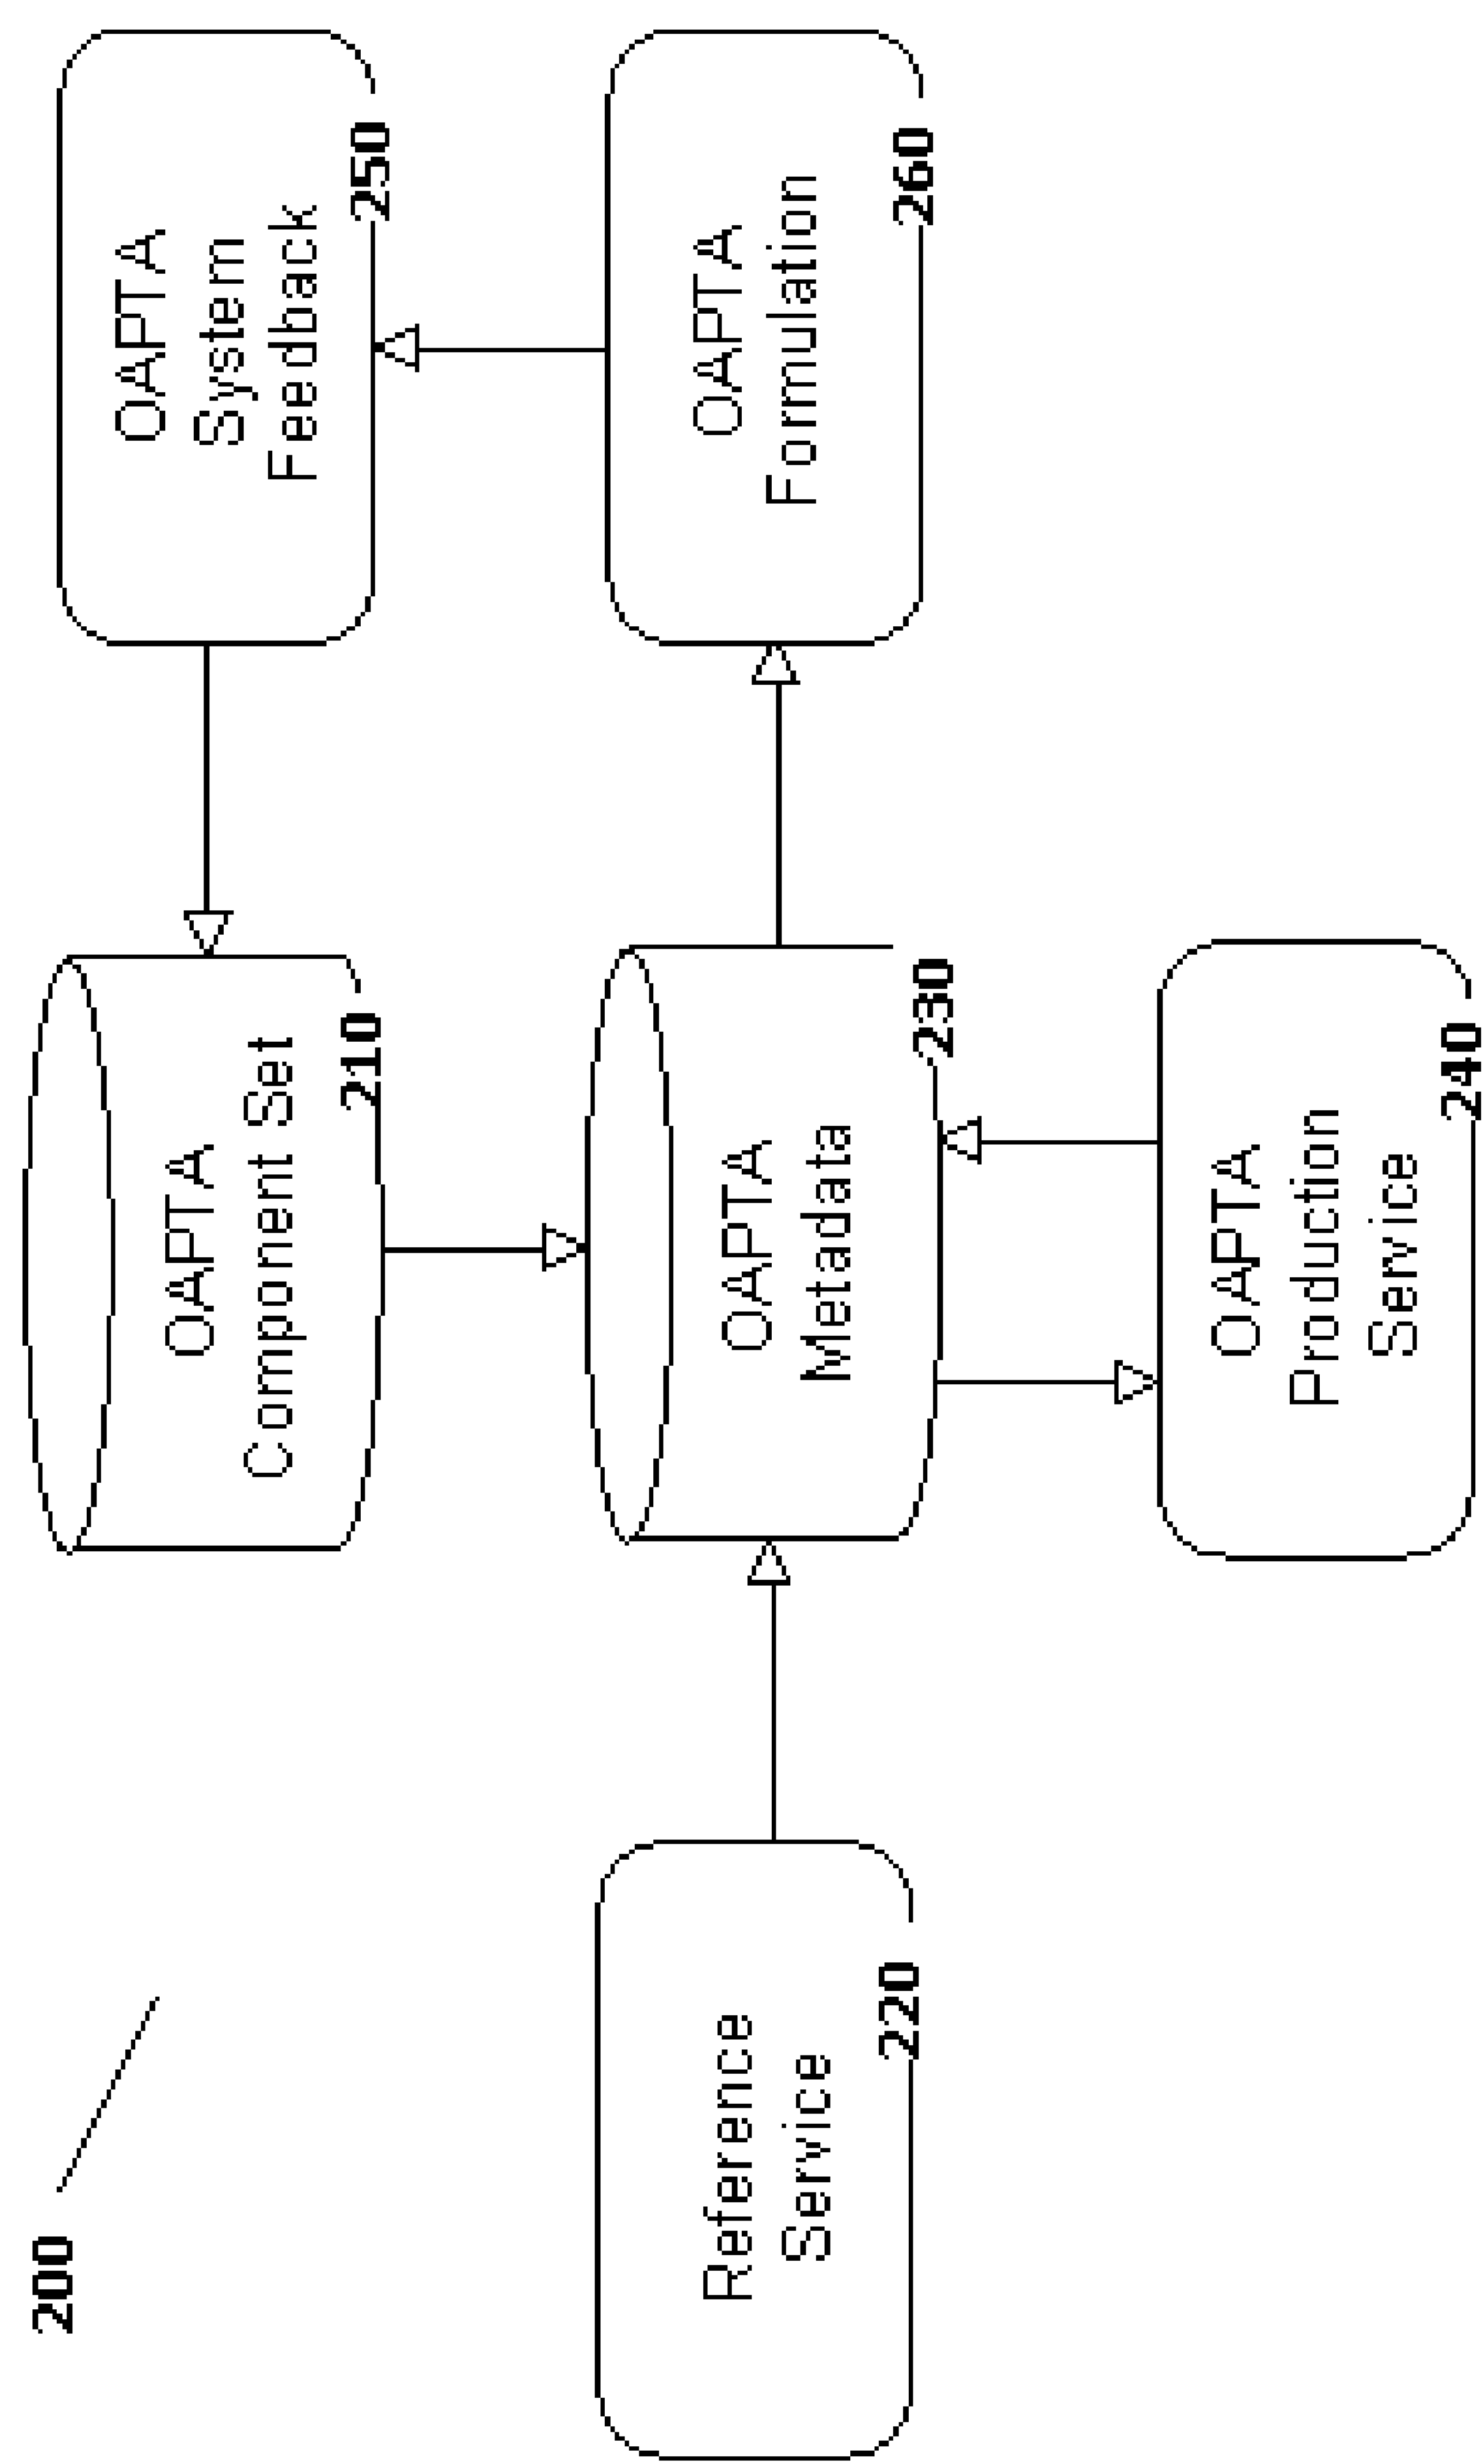 200
OAPTA
Component Set
210
OAPTA
System
Feedback
250
Reference
Service
220
OAPTA
Metadata
230
OAPTA
Formulation
260
OAPTA
Production
Service
240